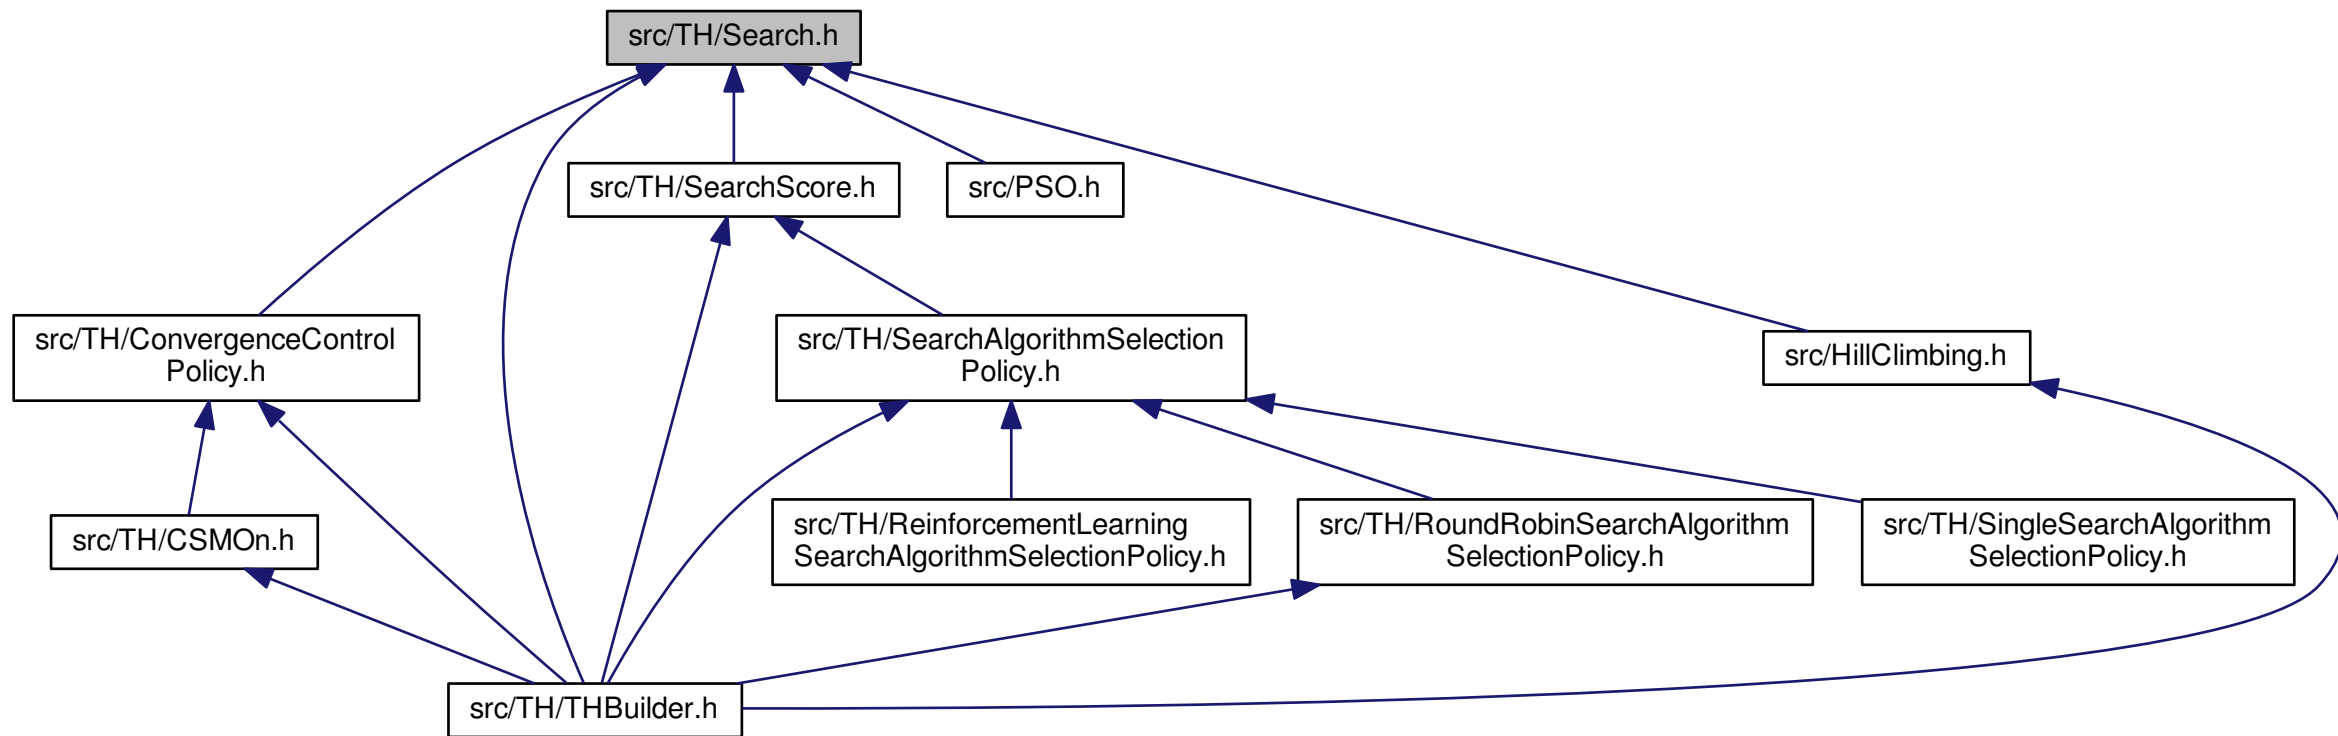 src/TH/Search.h
src/TH/SearchScore.h
src/PSO.h
src/TH/ConvergenceControl
Policy.h
src/TH/SearchAlgorithmSelection
Policy.h
src/HillClimbing.h
src/TH/CSMOn.h
src/TH/ReinforcementLearning
SearchAlgorithmSelectionPolicy.h
src/TH/RoundRobinSearchAlgorithm
SelectionPolicy.h
src/TH/SingleSearchAlgorithm
SelectionPolicy.h
src/TH/THBuilder.h